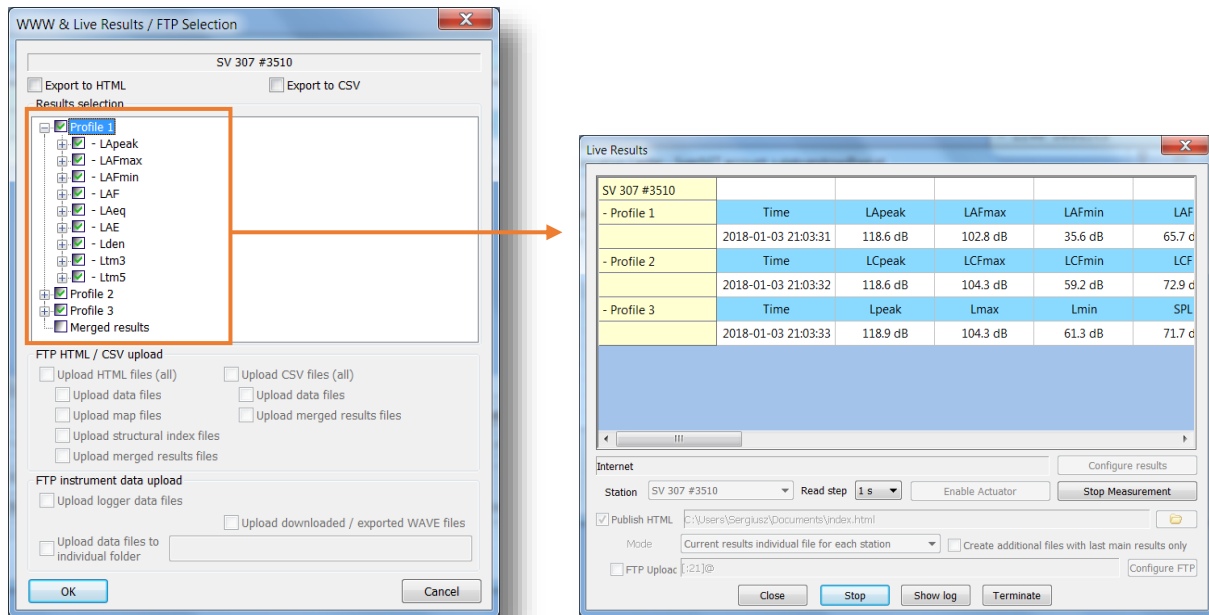 WWW & Live Results / FTP Selection
SV 307 #3510
Export to HTML Export to CSV
Results selection
Profile 1
- LApeak
- LAFmax
- LAFmin
- LAF
- LAeq
- LAE
- Lden
- Ltm3
- Ltm5
Profile 2
Profile 3
Merged results
FTP HTML / CSV upload
Upload HTML files (all) Upload CSV files (all)
Upload data files Upload data files
Upload map files Upload merged results files
Upload structural index files
Upload merged results files
FTP instrument data upload
Upload logger data files
Upload downloaded / exported WAVE files
Upload data files to
individual folder
OK Cancel
Live Results
SV 307 #3510
- Profile 1 Time LApeak LAFmax LAFmin LAF
2018-01-03 21:03:31 118.6 dB 102.8 dB 35.6 dB 65.7 d
- Profile 2 Time LCpeak LCFmax LCFmin LCF
2018-01-03 21:03:32 118.6 dB 104.3 dB 59.2 dB 72.9 d
- Profile 3 Time Lpeak Lmax Lmin SPL
2018-01-03 21:03:33 118.9 dB 104.3 dB 61.3 dB 71.7 d
Internet Configure results
Station SV 307 #3510 Read step 1 s Enable Actuator Stop Measurement
Publish HTML C:\Users\Sergiusz\Documents\index.html
Mode Current results individual file for each station Create additional files with last main results only
FTP Upload [:21]@ Configure FTP
Close Stop Show log Terminate